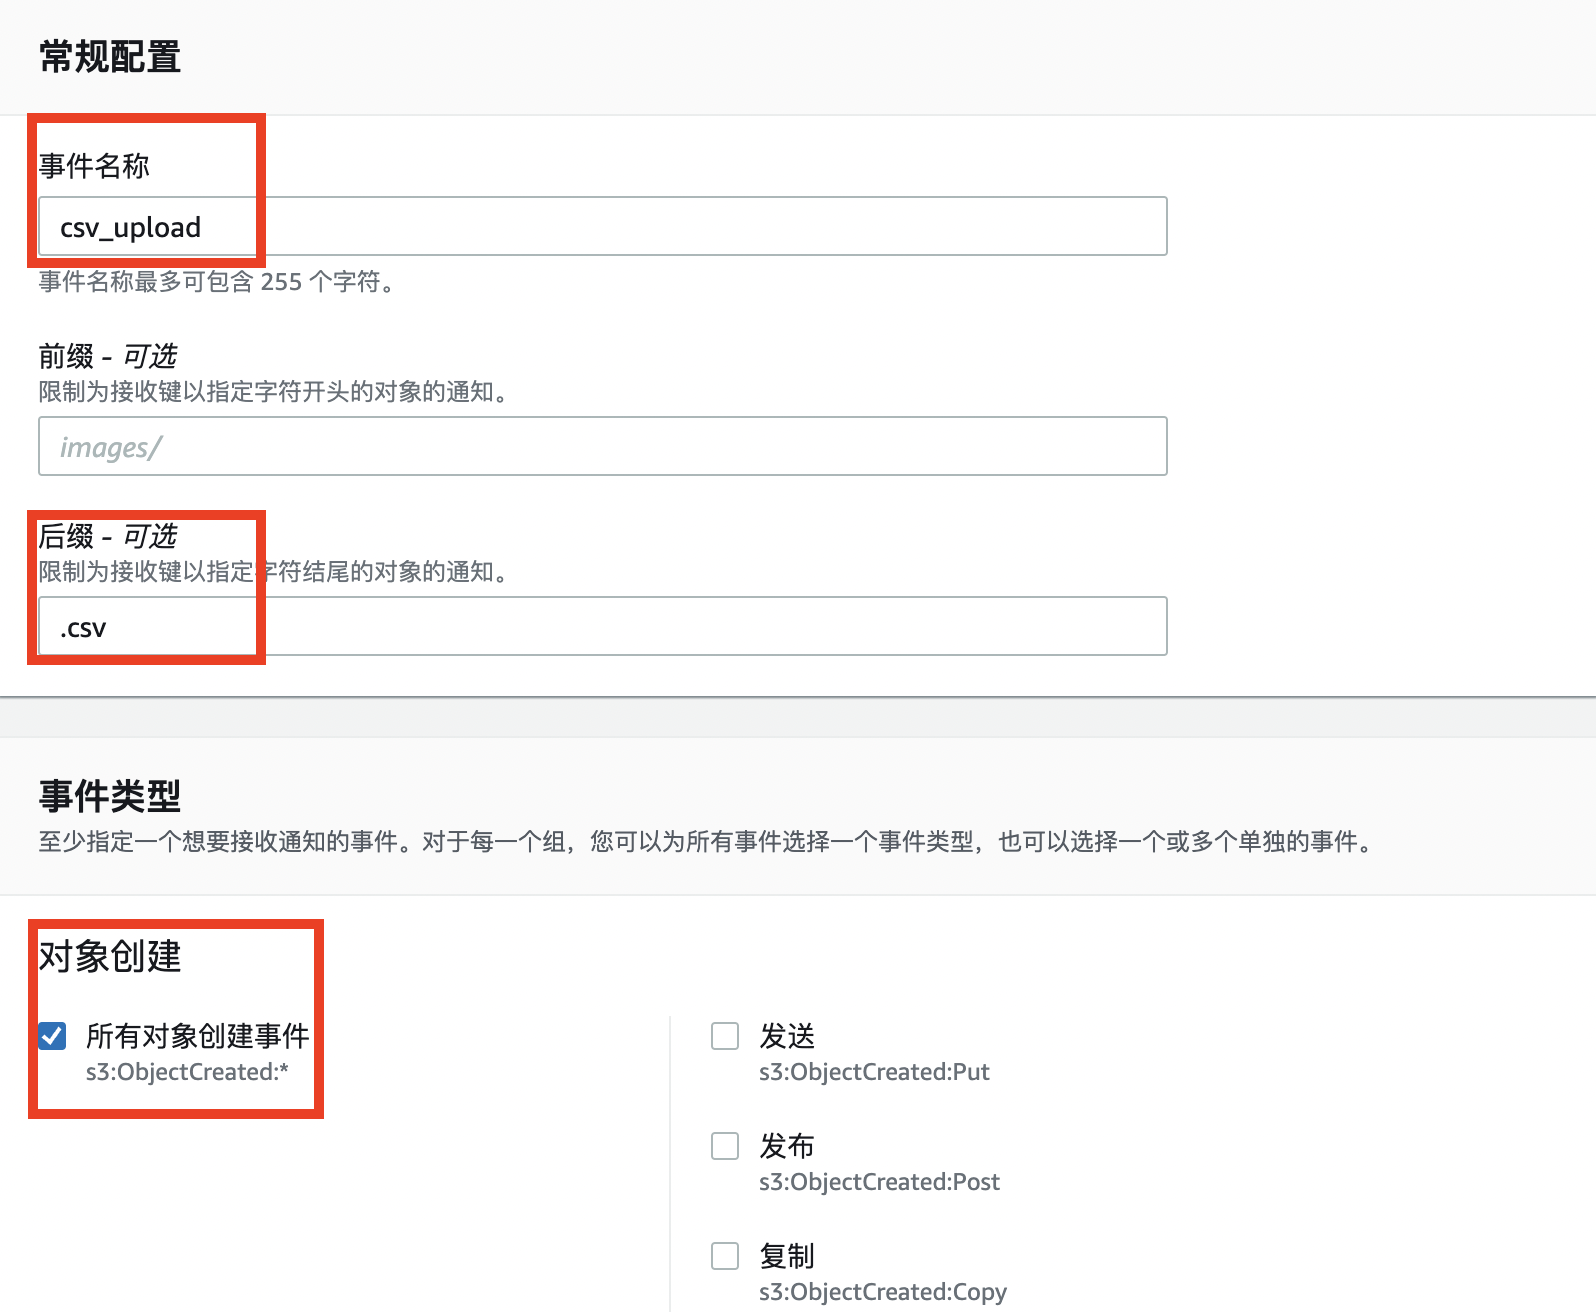 常规配置
事件名称
csv_upload
事件名称最多可包含 255 个字符。
前缀 - 可选
限制为接收键以指定字符开头的对象的通知。
images/
后缀 - 可选
限制为接收键以指定字符结尾的对象的通知。
.csv
事件类型
至少指定一个想要接收通知的事件。对于每一个组，您可以为所有事件选择一个事件类型，也可以选择一个或多个单独的事件。
对象创建
所有对象创建事件
s3:ObjectCreated:*
发送
s3:ObjectCreated:Put
发布
s3:ObjectCreated:Post
复制
s3:ObjectCreated:Copy